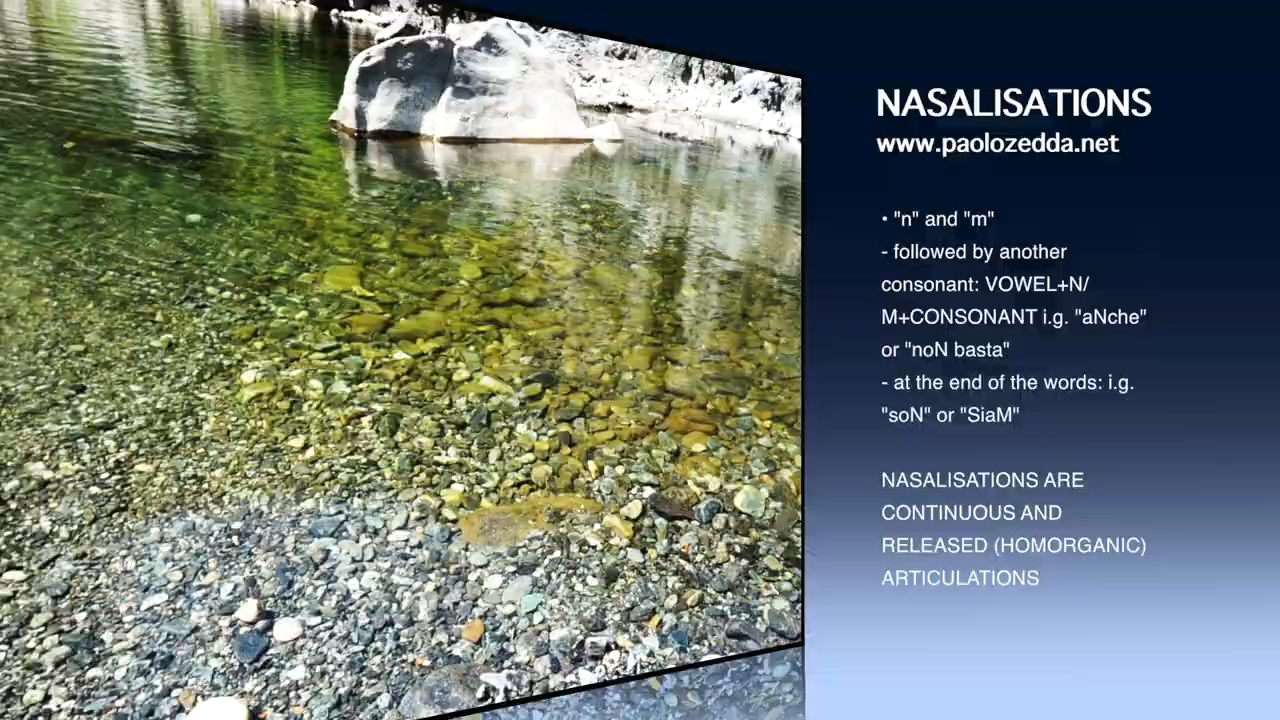 NASALISATIONS
www.paolozedda.net
• "n" and "m"
- followed by another
consonant: VOWEL+N/
M+CONSONANT i.g. "aNche"
or "noN basta"
- at the end of the words: i.g.
"soN" or "SiaM"
NASALISATIONS ARE
CONTINUOUS AND
RELEASED (HOMORGANIC)
ARTICULATIONS